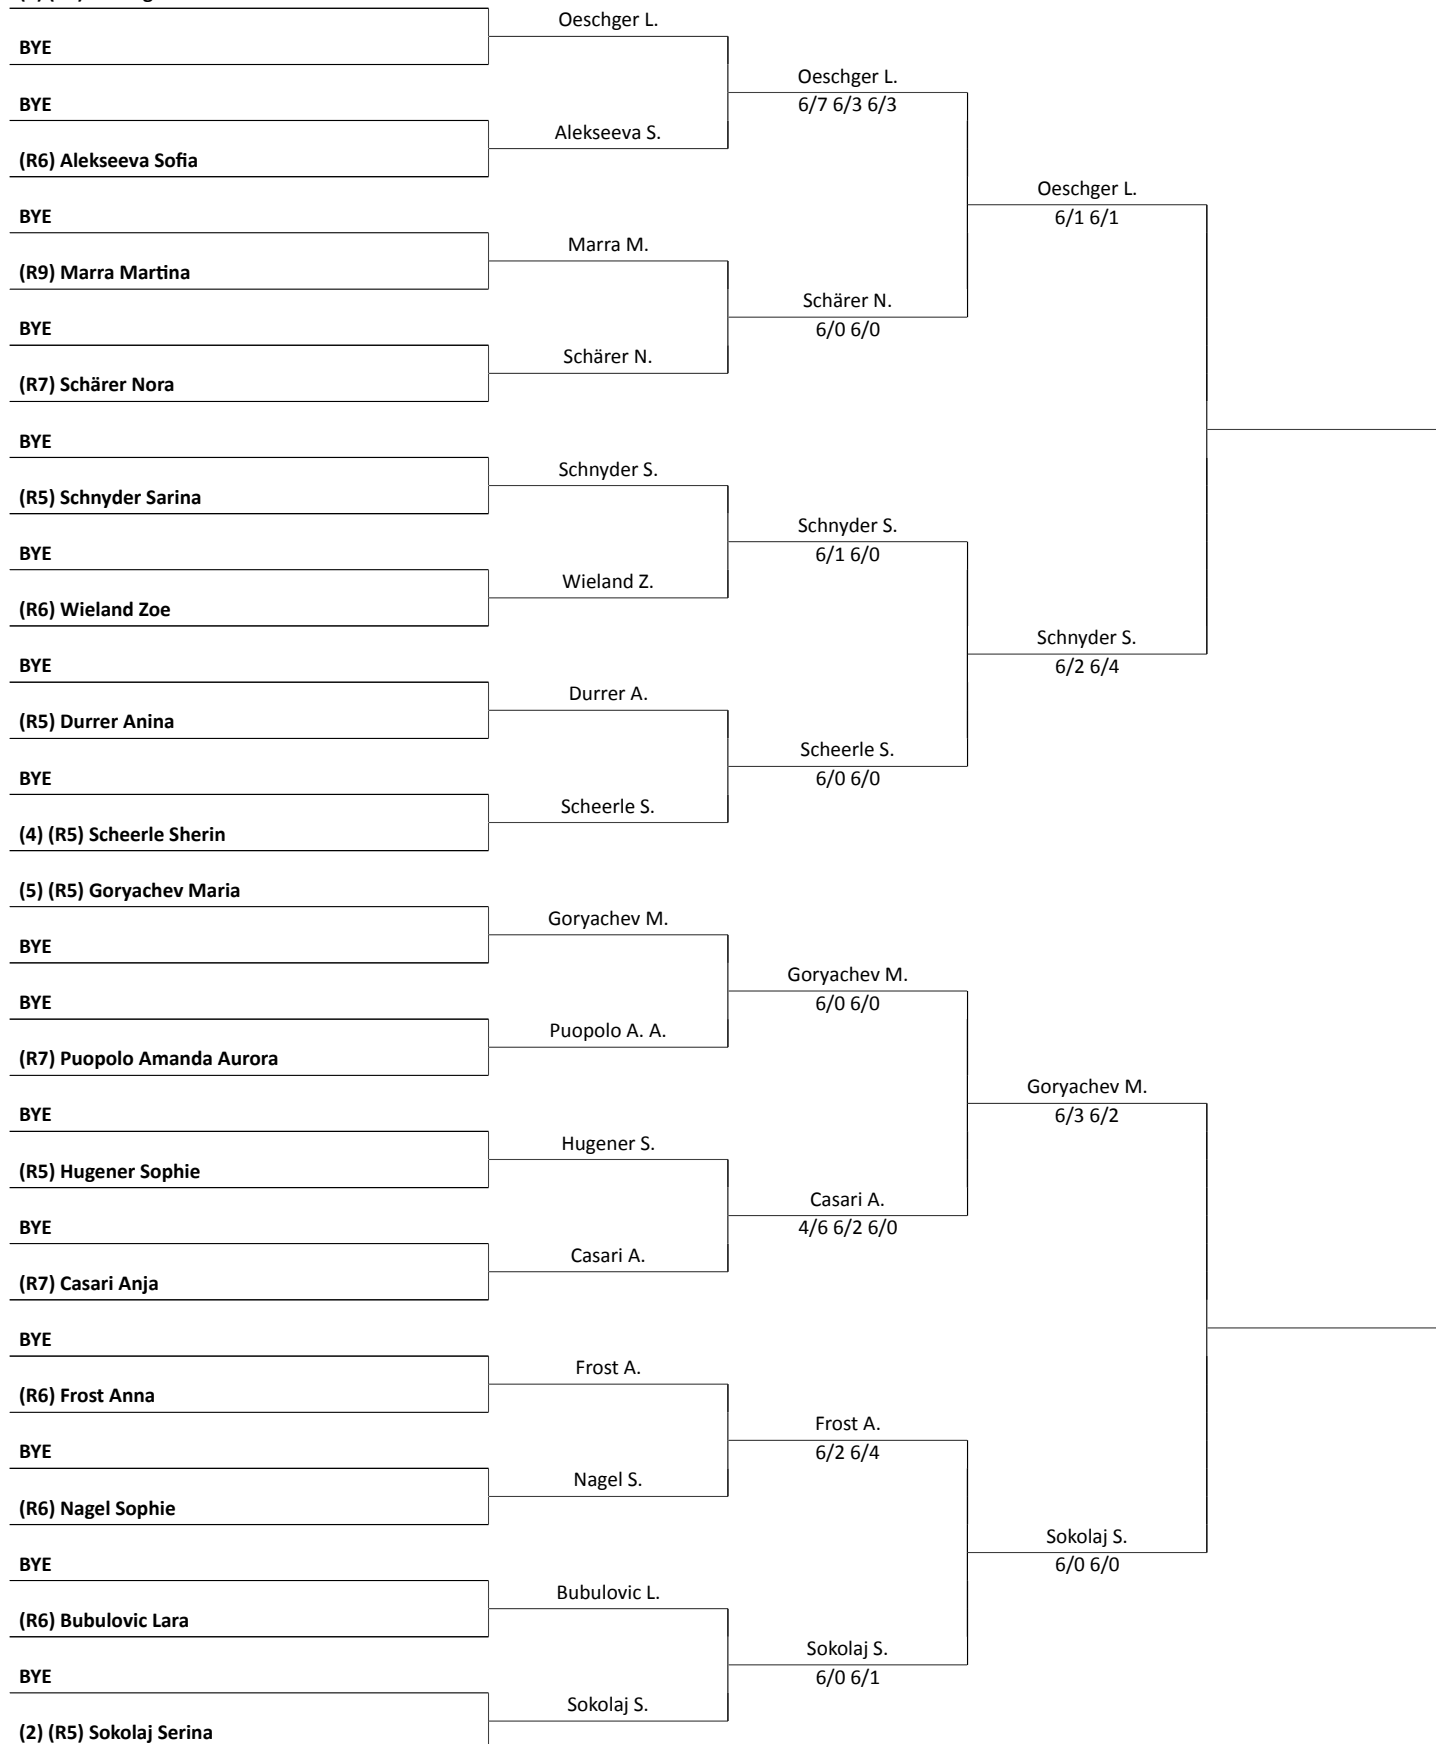 BYE
BYE
(R6) Alekseeva Sofia
BYE
(R9) Marra Martina
BYE
(R7) Schärer Nora
BYE
(R5) Schnyder Sarina
BYE
(R6) Wieland Zoe
BYE
(R5) Durrer Anina
BYE
(4) (R5) Scheerle Sherin
(5) (R5) Goryachev Maria
BYE
BYE
(R7) Puopolo Amanda Aurora
BYE
(R5) Hugener Sophie
BYE
(R7) Casari Anja
BYE
(R6) Frost Anna
BYE
(R6) Nagel Sophie
BYE
(R6) Bubulovic Lara
BYE
(2) (R5) Sokolaj Serina
Oeschger L.
Alekseeva S.
Marra M.
Schärer N.
Schnyder S.
Wieland Z.
Durrer A.
Scheerle S.
Goryachev M.
Puopolo A. A.
Hugener S.
Casari A.
Frost A.
Nagel S.
Bubulovic L.
Sokolaj S.
Oeschger L.
6/7 6/3 6/3
Schärer N.
6/0 6/0
Schnyder S.
6/1 6/0
Scheerle S.
6/0 6/0
Goryachev M.
6/0 6/0
Casari A.
4/6 6/2 6/0
Frost A.
6/2 6/4
Sokolaj S.
6/0 6/1
Oeschger L.
6/1 6/1
Schnyder S.
6/2 6/4
Goryachev M.
6/3 6/2
Sokolaj S.
6/0 6/0